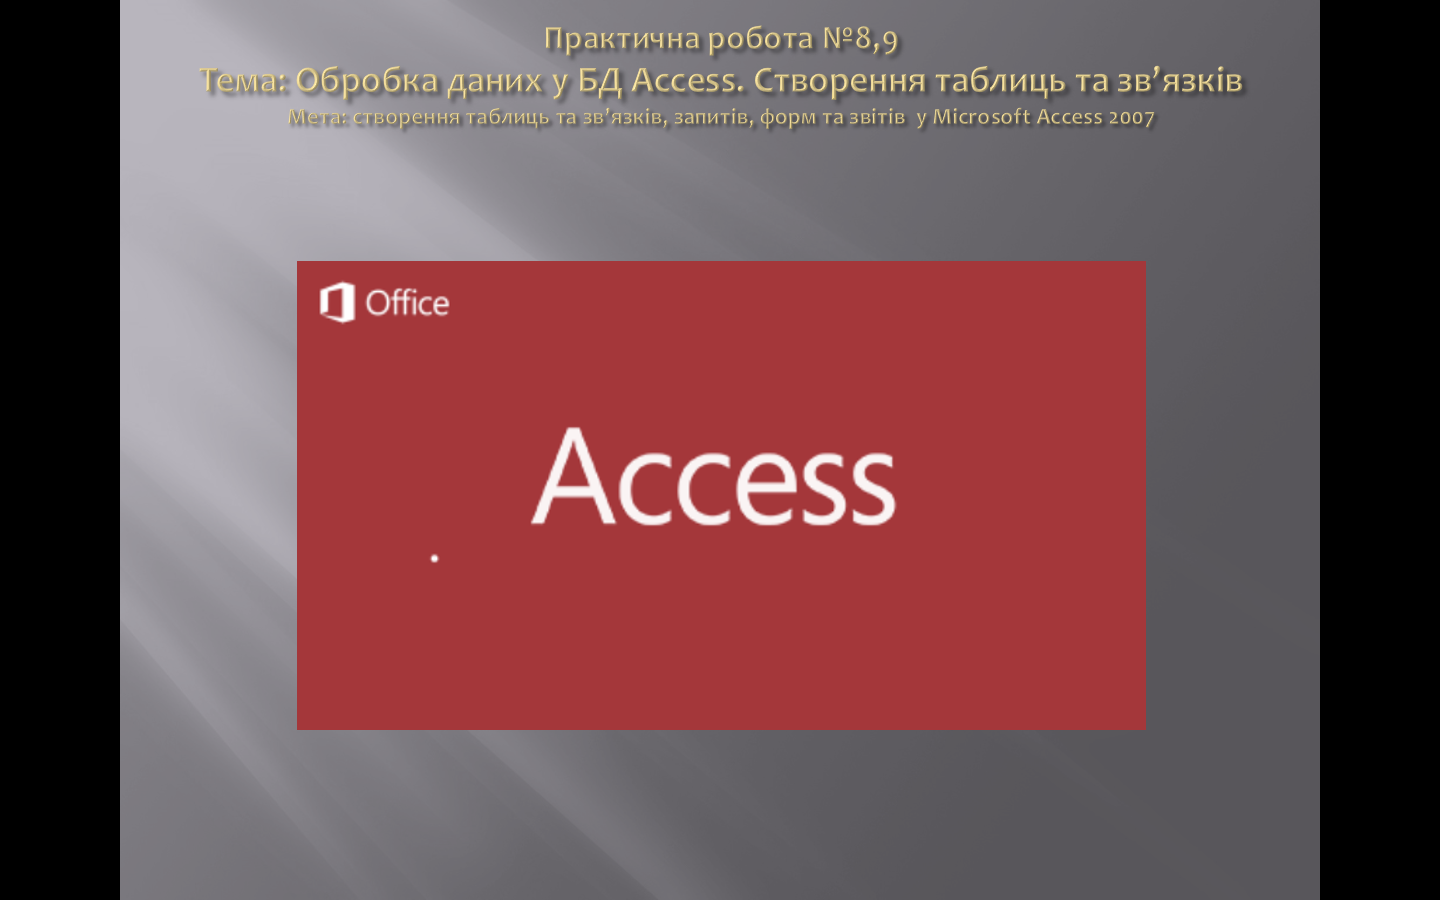 Практична робота №8,9
Тема: Обробка даних у БД Access. Створення таблиць та зв’язків
Мета: створення таблиць та зв’язків, запитів, форм та звітів  у Microsoft Access 2007
Office
Access